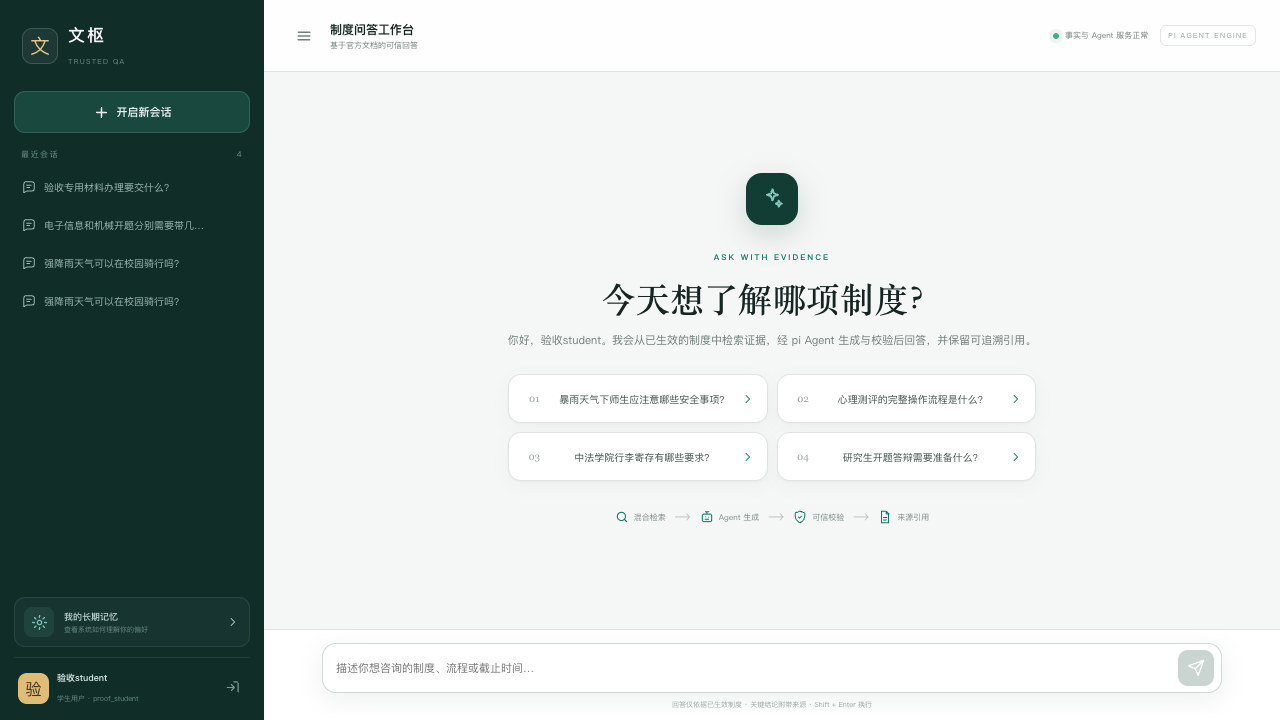 文
文枢
TRUSTED QA
开启新会话
最近会话 4
验收专用材料办理要交什么?
电子信息和机械开题分别需要带几...
强降雨天气可以在校园骑行吗?
强降雨天气可以在校园骑行吗?
我的长期记忆
查看系统如何理解你的偏好
验
验收student
学生用户 · proof_student
制度问答工作台
基于官方文档的可信回答
事实与 Agent 服务正常
PI AGENT ENGINE
ASK WITH EVIDENCE
今天想了解哪项制度?
你好，验收student。我会从已生效的制度中检索证据，经 pi Agent 生成与校验后回答，并保留可追溯引用。
01 暴雨天气下师生应注意哪些安全事项?
02 心理测评的完整操作流程是什么?
03 中法学院行李寄存有哪些要求?
04 研究生开题答辩需要准备什么?
混合检索
Agent 生成
可信校验
来源引用
描述你想咨询的制度、流程或截止时间...
回答仅依据已生效制度 · 关键结论附带来源 · Shift + Enter 换行